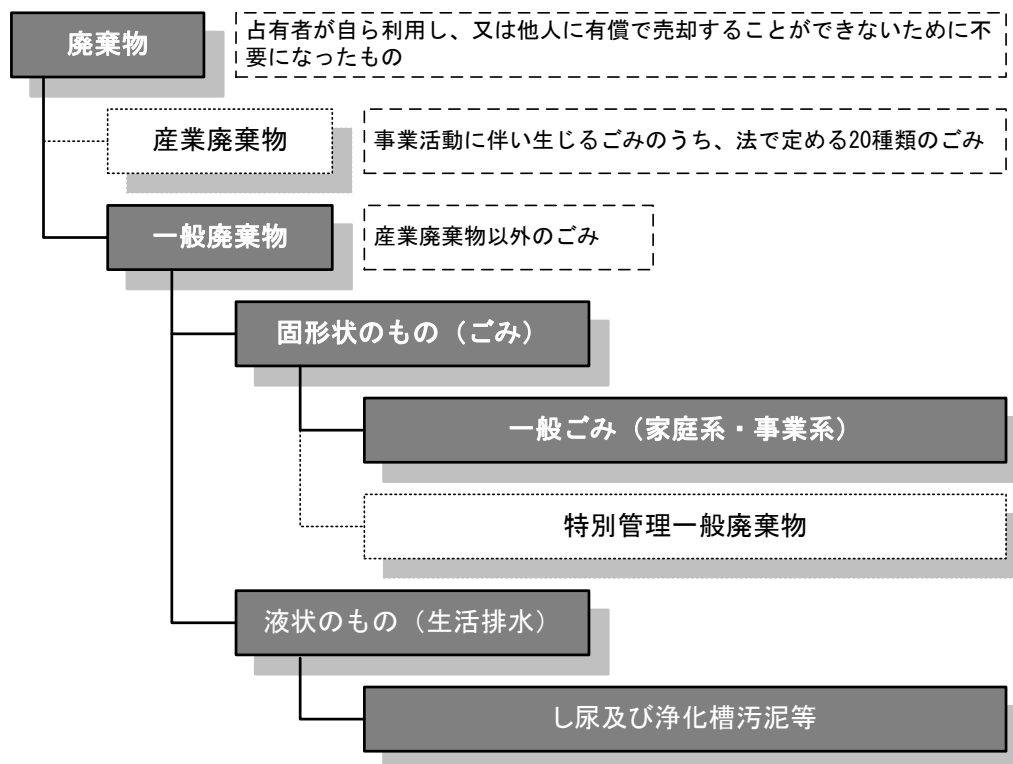 廃棄物
占有者が自ら利用し、又は他人に有償で売却することができないために不
要になったもの
産業廃棄物
事業活動に伴い生じるごみのうち、法で定める20種類のごみ
一般廃棄物
産業廃棄物以外のごみ
固形状のもの（ごみ）
一般ごみ（家庭系・事業系）
特別管理一般廃棄物
液状のもの（生活排水）
し尿及び浄化槽汚泥等